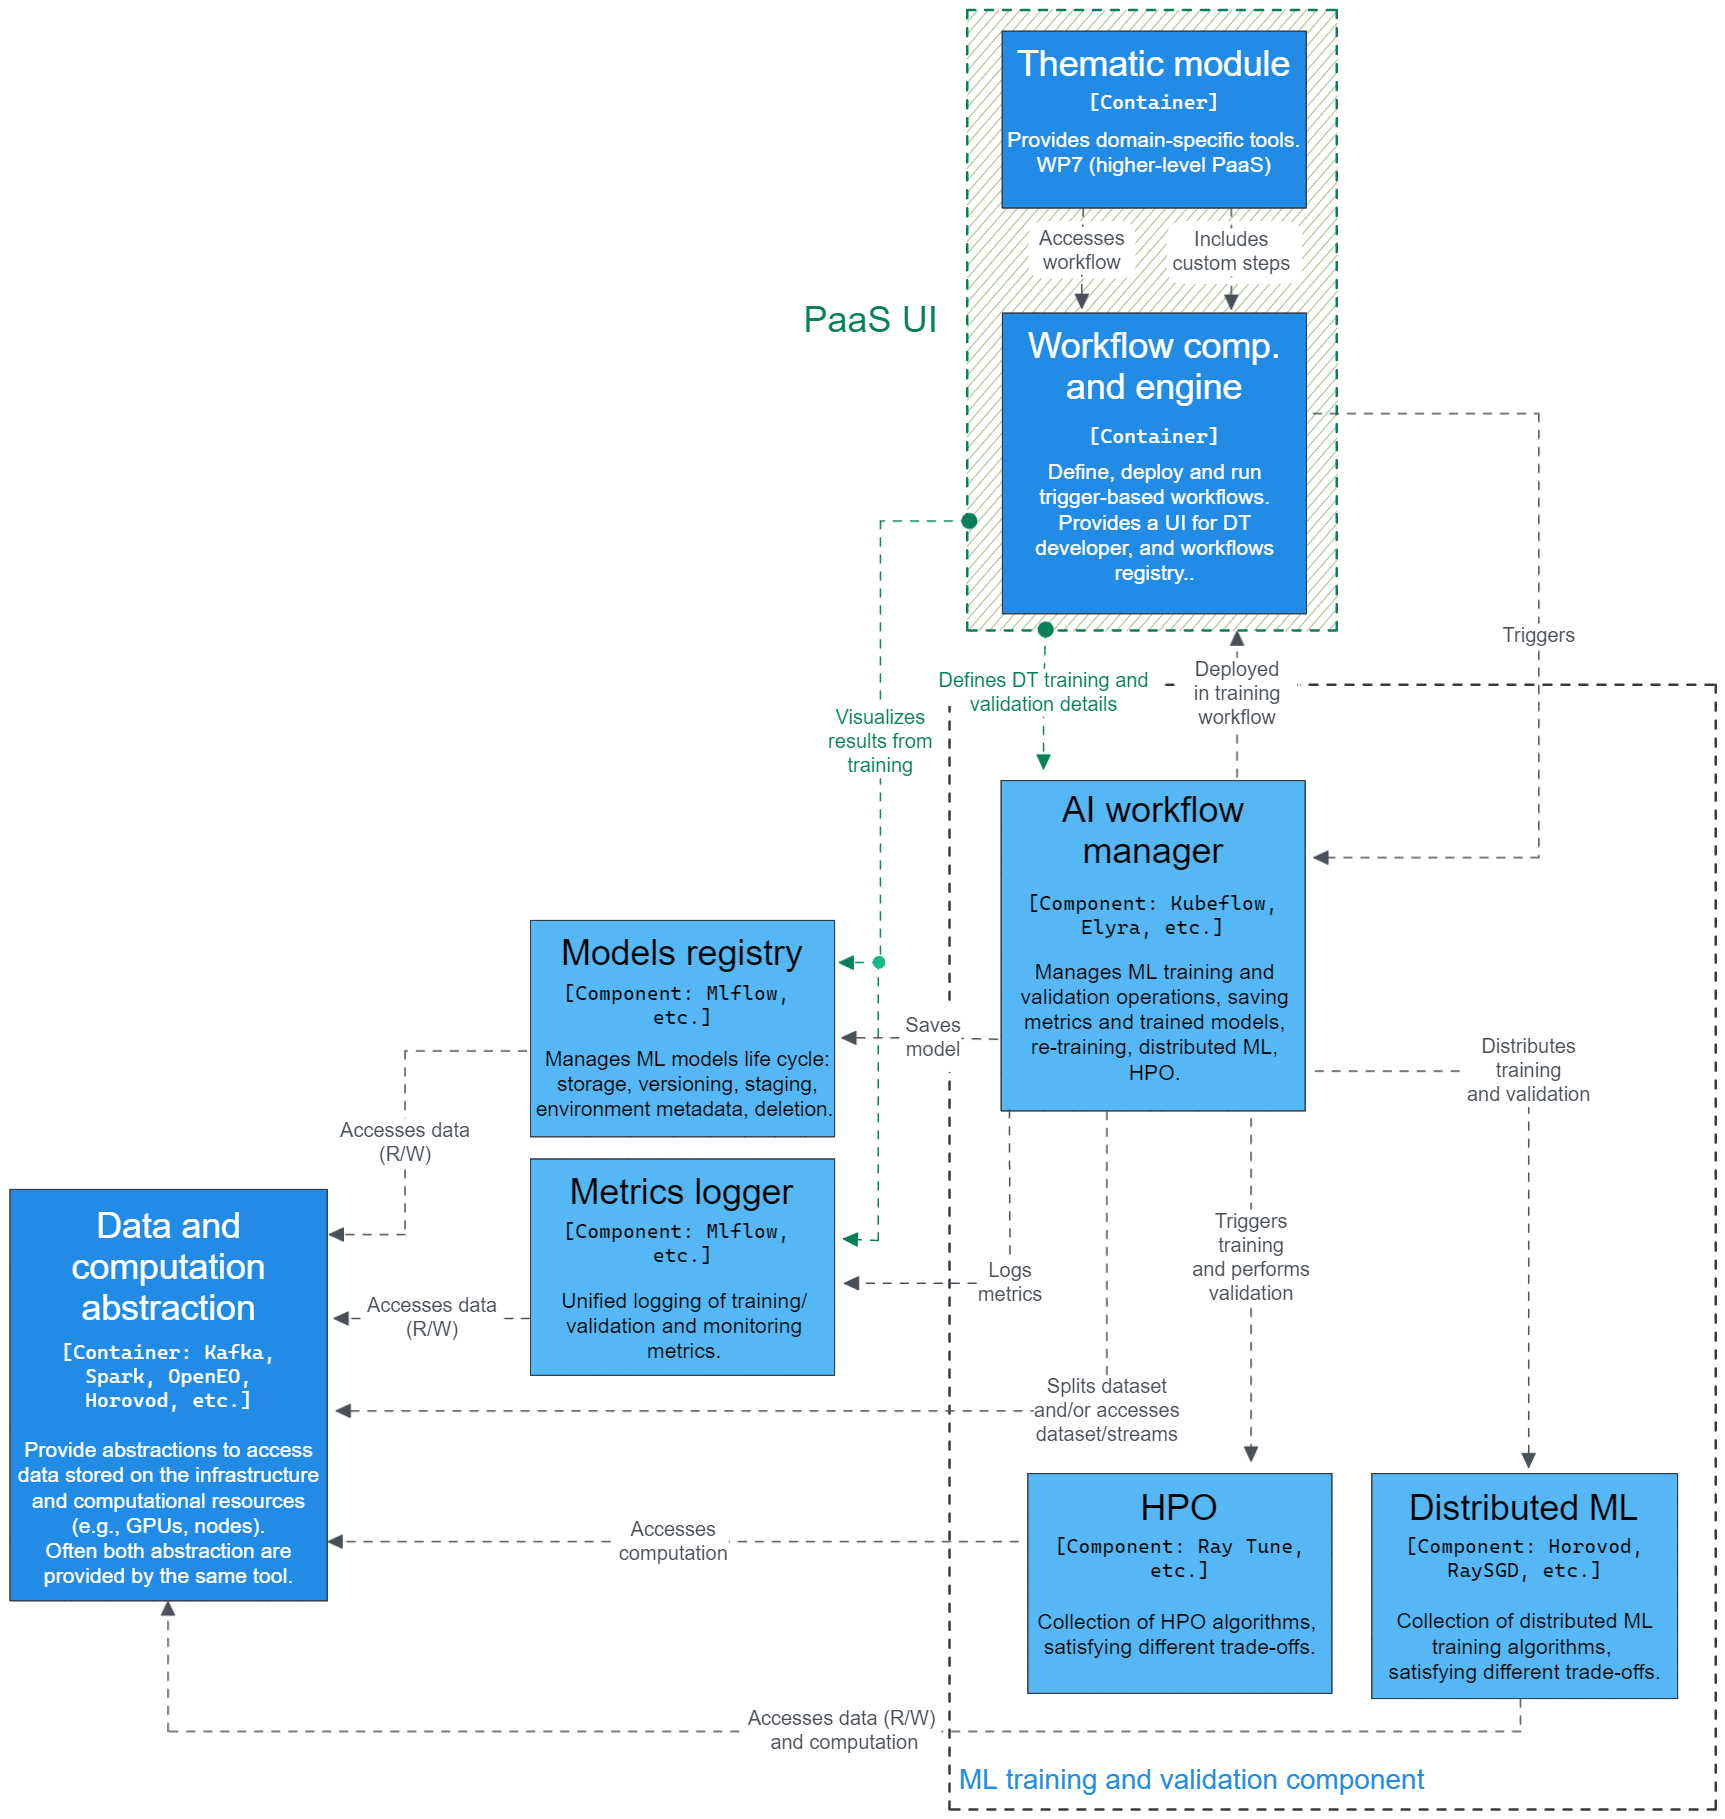 Thematic module
[Container]
Provides domain-specific tools.
WP7 (higher-level PaaS)
Accesses
workflow
Includes
custom steps
PaaS UI
Workflow comp.
and engine
[Container]
Define, deploy and run
trigger-based workflows.
Provides a UI for DT
developer, and workflows
registry..
Triggers
Defines DT training and
validation details
Deployed
in training
workflow
Visualizes
results from
training
AI workflow
manager
[Component: Kubeflow,
Elyra, etc.]
Manages ML training and
validation operations, saving
metrics and trained models,
re-training, distributed ML,
HPO.
Models registry
[Component: Mlflow,
etc.]
Manages ML models life cycle:
storage, versioning, staging,
environment metadata, deletion.
Saves
model
Distributes
training
and validation
Accesses data
(R/W)
Metrics logger
[Component: Mlflow,
etc.]
Unified logging of training/
validation and monitoring
metrics.
Logs
metrics
Triggers
training
and performs
validation
Accesses data
(R/W)
Data and
computation
abstraction
[Container: Kafka,
Spark, OpenEO,
Horovod, etc.]
Provide abstractions to access
data stored on the infrastructure
and computational resources
(e.g., GPUs, nodes).
Often both abstraction are
provided by the same tool.
Splits dataset
and/or accesses
dataset/streams
Accesses
computation
HPO
[Component: Ray Tune,
etc.]
Collection of HPO algorithms,
satisfying different trade-offs.
Distributed ML
[Component: Horovod,
RaySGD, etc.]
Collection of distributed ML
training algorithms,
satisfying different trade-offs.
Accesses data (R/W)
and computation
ML training and validation component